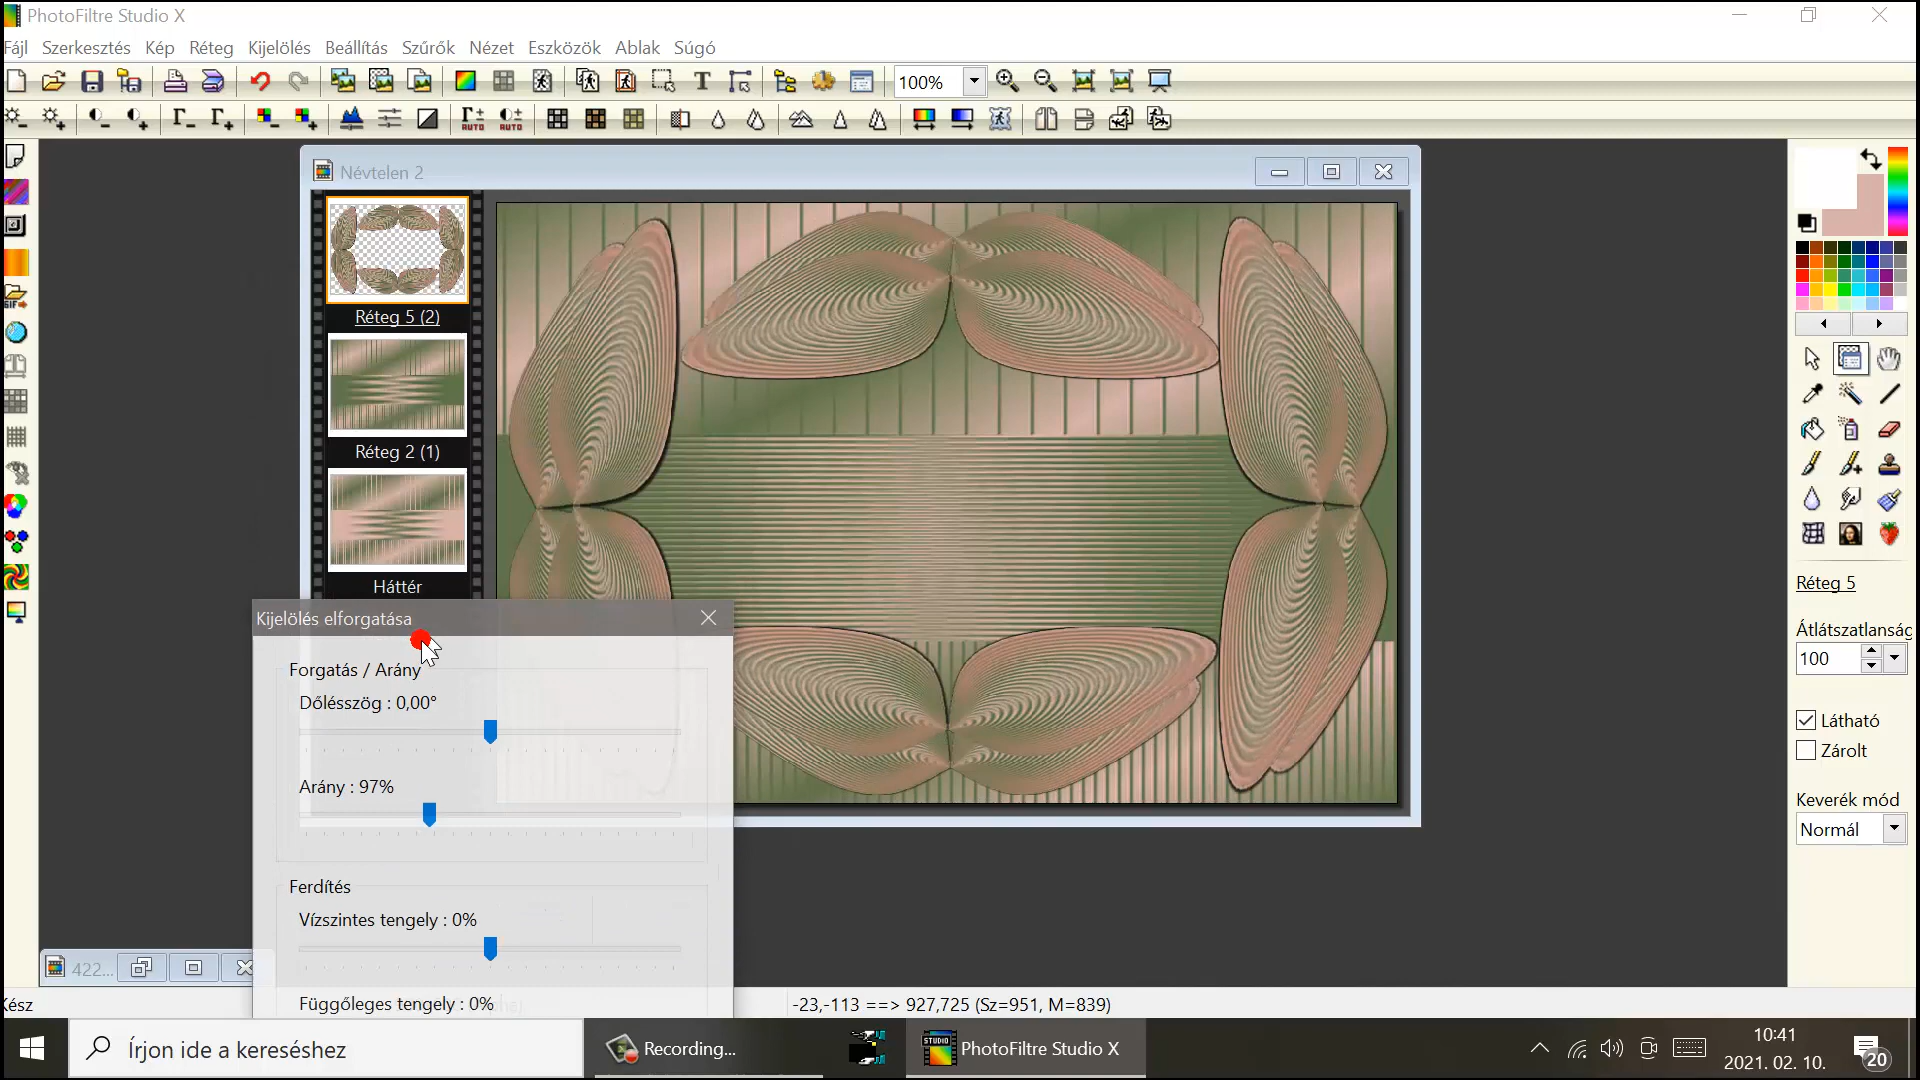 PhotoFiltre Studio X
Fájl Szerkesztés Kép Réteg Kijelölés Beállítás Szűrők Nézet Eszközök Ablak Súgó
100%
AUTO AUTO
Névtelen 2
Réteg 5 (2)
Réteg 2 (1)
Háttér
Kijelölés elforgatása
Forgatás / Arány
Dőlésszög : 0,00°
Arány : 97%
Ferdítés
Vízszintes tengely : 0%
Függőleges tengely : 0%
Réteg 5
Átlátszatlanság
100
Látható
Zárolt
Keverék mód
Normál
422...
Kész
-23,-113 ==> 927,725 (Sz=951, M=839)
Írjon ide a kereséshez
Recording...
STUDIO
PhotoFiltre Studio X
10:41
2021. 02. 10.
20